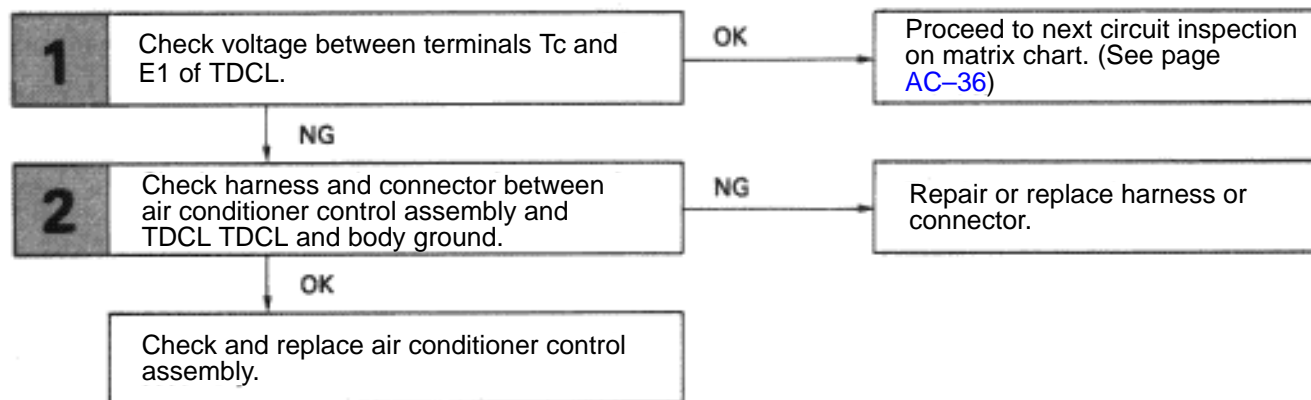 1
Check voltage between terminals Tc and
E1 of TDCL.
OK
Proceed to next circuit inspection
on matrix chart. (See page
AC–36)
NG
2
Check harness and connector between
air conditioner control assembly and
TDCL TDCL and body ground.
NG
Repair or replace harness or
connector.
OK
Check and replace air conditioner control
assembly.